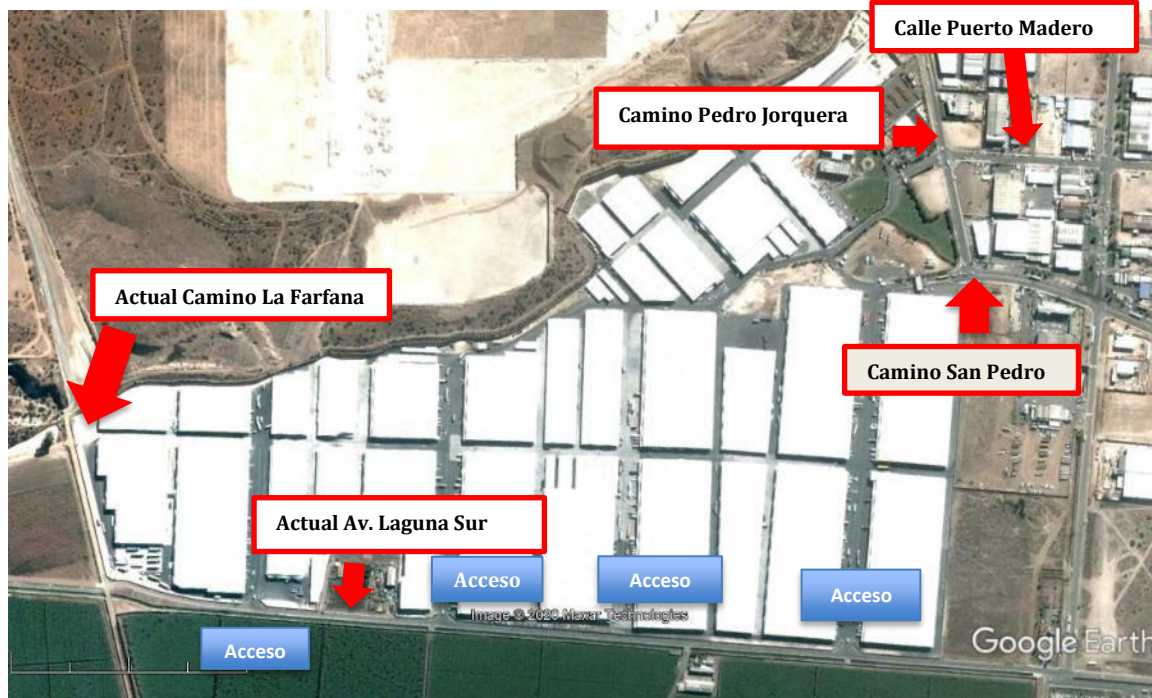 Calle Puerto Madero
Camino Pedro Jorquera
Actual Camino La Farfana
Camino San Pedro
Actual Av. Laguna Sur
Acceso
Acceso
Acceso
Image © 2020 Maxar Technologies
Google Earth
Acceso